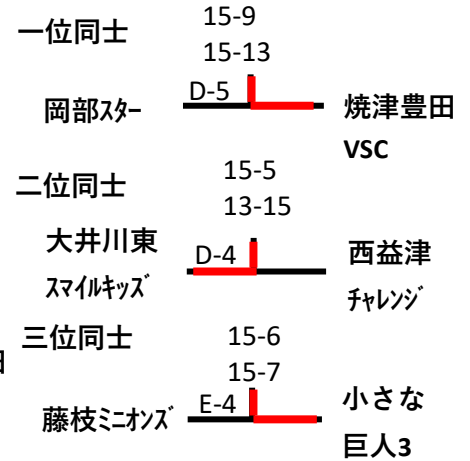 一位同士
15-9
15-13
D-5
岡部ｽﾀｰ
焼津豊田
VSC
二位同士
15-5
13-15
大井川東
ｽﾏｲﾙｷｯｽﾞ
D-4
西益津
ﾁｬﾚﾝｼﾞ
三位同士
15-6
15-7
田
藤枝ﾐﾆｵﾝｽﾞ
E-4
小さな
巨人3